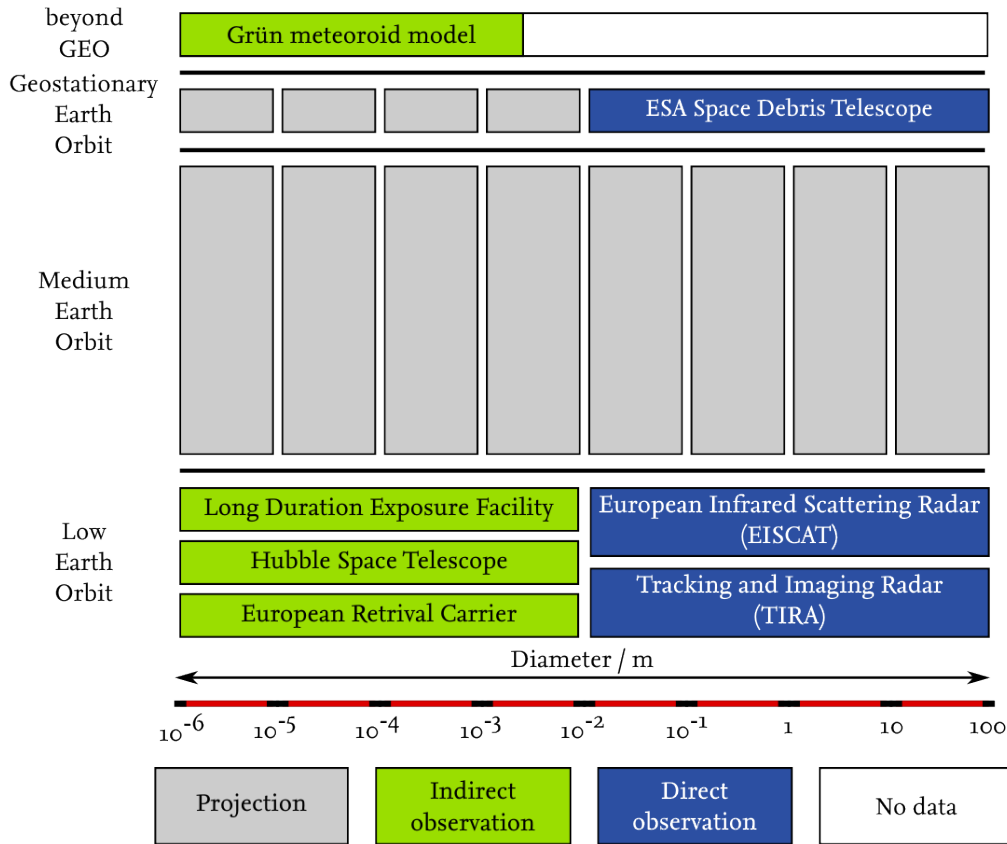 beyond
GEO
Grün meteoroid model
Geostationary
Earth
Orbit
ESA Space Debris Telescope
Medium
Earth
Orbit
Low
Earth
Orbit
Long Duration Exposure Facility
Hubble Space Telescope
European Retrival Carrier
European Infrared Scattering Radar
(EISCAT)
Tracking and Imaging Radar
(TIRA)
Diameter / m
10^-6 10^-5 10^-4 10^-3 10^-2 10^-1 1 10 100
Projection
Indirect
observation
Direct
observation
No data